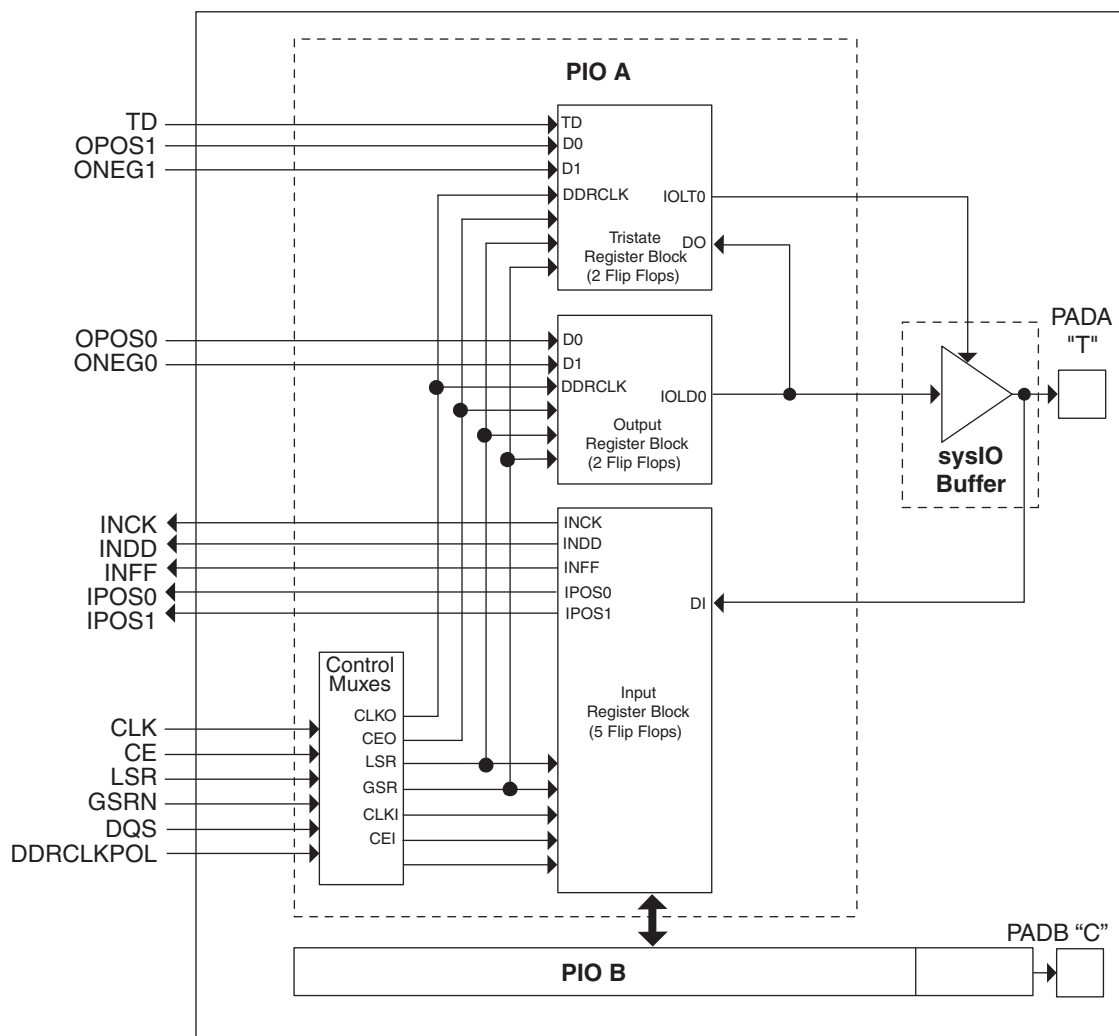 PIO A
TD
OPOS1
ONEG1
TD
D0
D1
DDRCLK
IOLT0
DO
Tristate
Register Block
(2 Flip Flops)
OPOS0
ONEG0
D0
D1
DDRCLK
IOLD0
Output
Register Block
(2 Flip Flops)
PADA
"T"
sysIO
Buffer
INCK
INDD
INFF
IPOS0
IPOS1
INCK
INDD
INFF
IPOS0
IPOS1
DI
Input
Register Block
(5 Flip Flops)
Control
Muxes
CLKO
CEO
LSR
GSR
CLKI
CEI
CLK
CE
LSR
GSRN
DQS
DDRCLKPOL
PIO B
PADB “C”